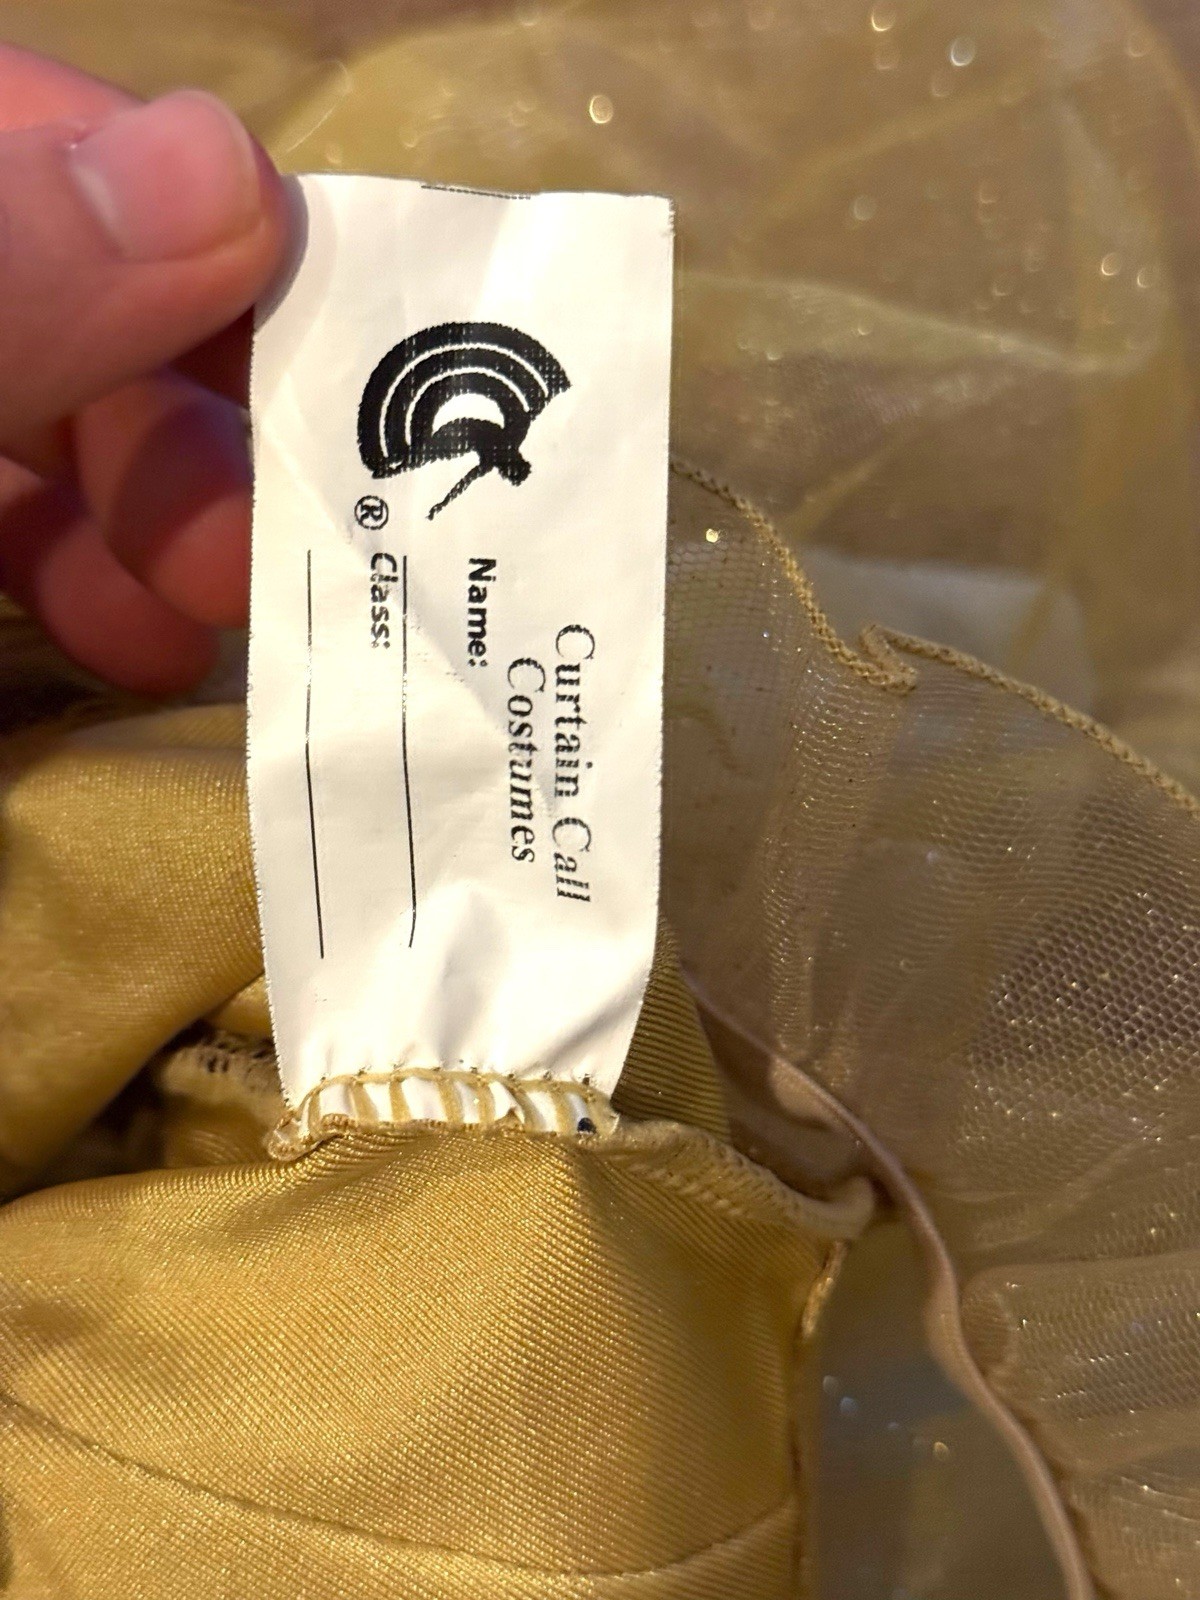 Curtain Call
Costumes
Name:
® Class: